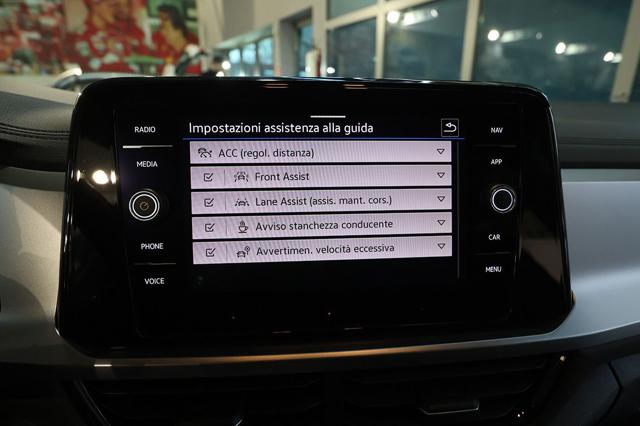 RADIO
MEDIA
PHONE
VOICE
Impostazioni assistenza alla guida
ACC (regol. distanza)
Front Assist
Lane Assist (assis. mant. cors.)
Avviso stanchezza conducente
Avvertimen. velocità eccessiva
NAV
APP
CAR
MENU